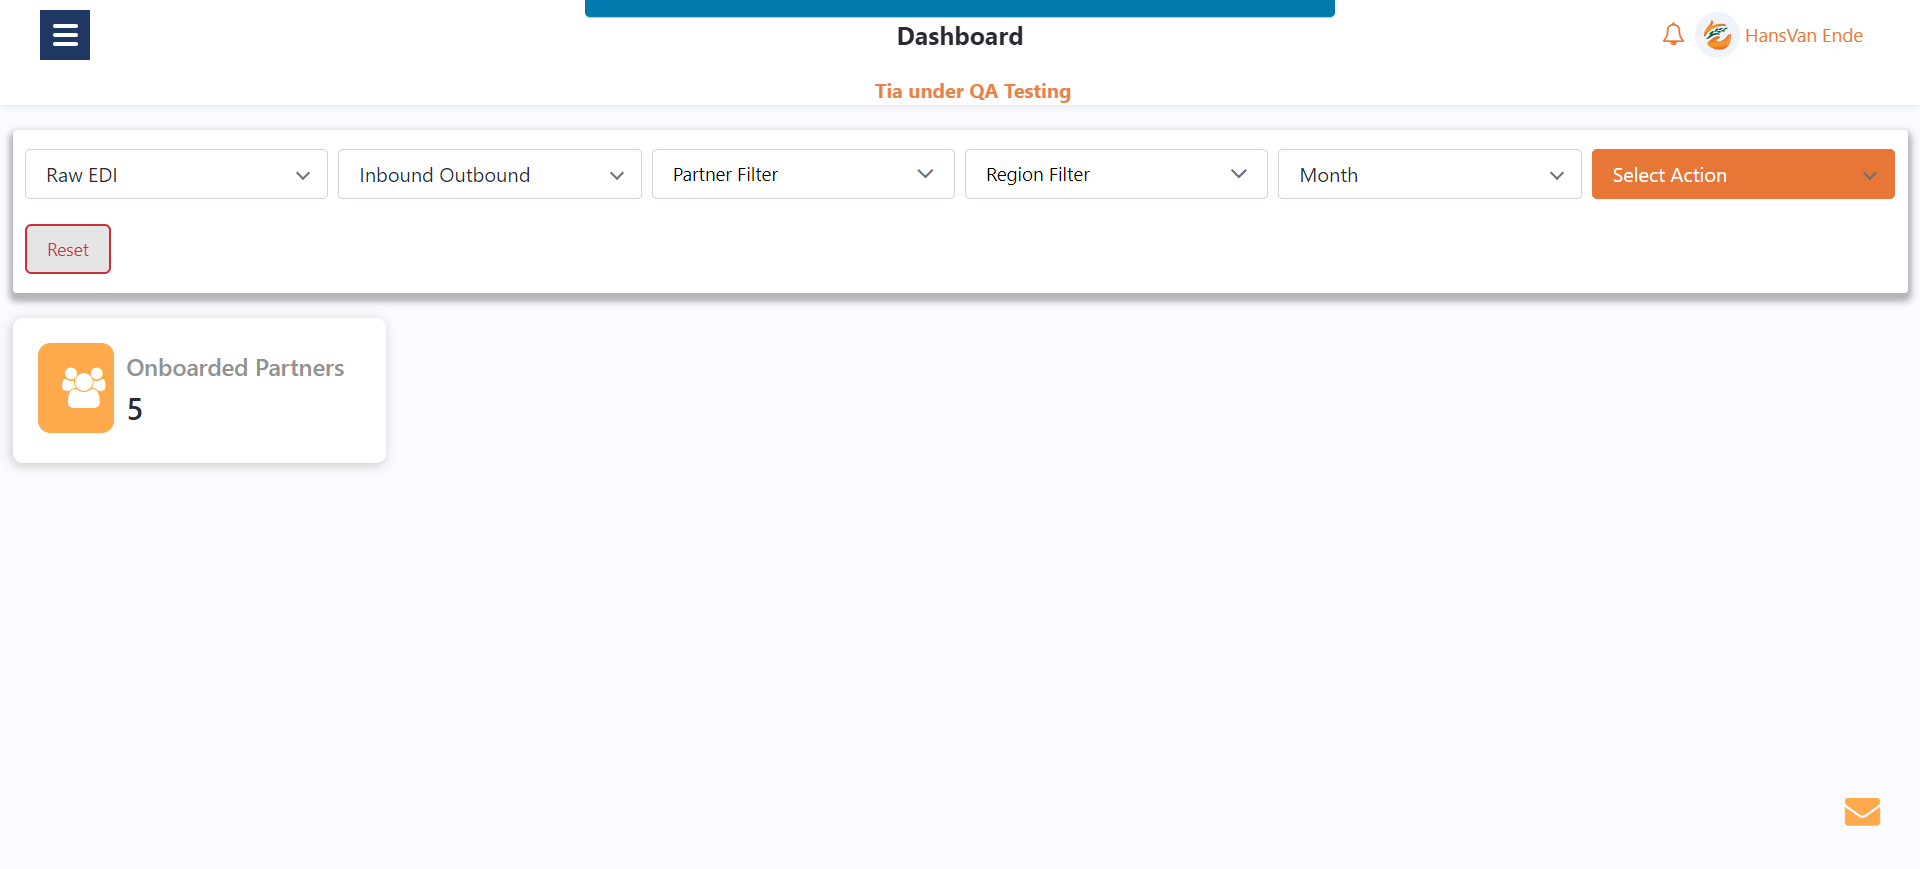 Dashboard
HansVan Ende
Tia under QA Testing
Raw EDI
Inbound Outbound
Partner Filter
Region Filter
Month
Select Action
Reset
Onboarded Partners
5